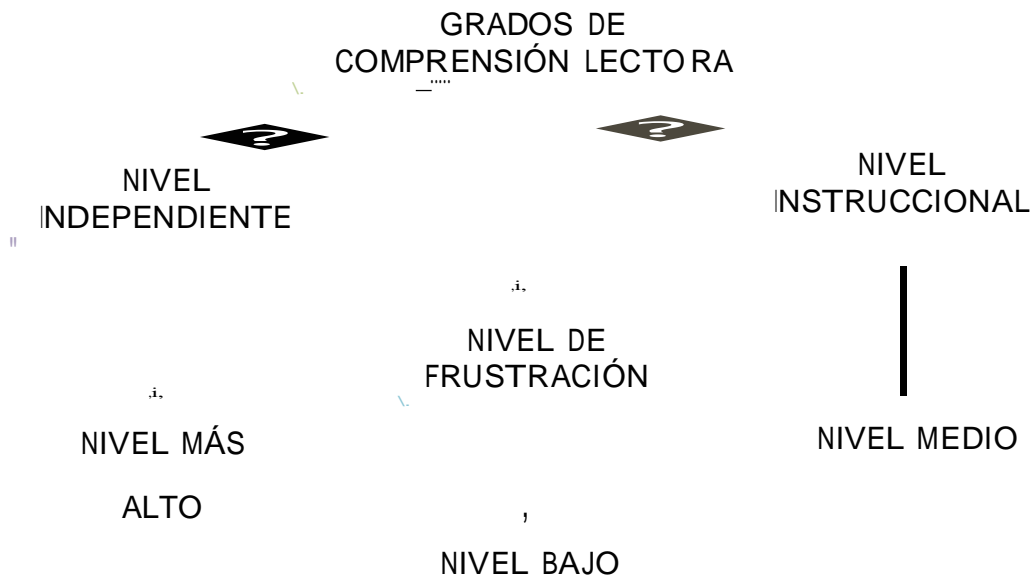 GRADOS DE
COMPRENSIÓN LECTORA
?
?
NIVEL
INDEPENDIENTE
NIVEL
INSTRUCCIONAL
NIVEL DE
FRUSTRACIÓN
NIVEL MÁS
ALTO
NIVEL MEDIO
NIVEL BAJO